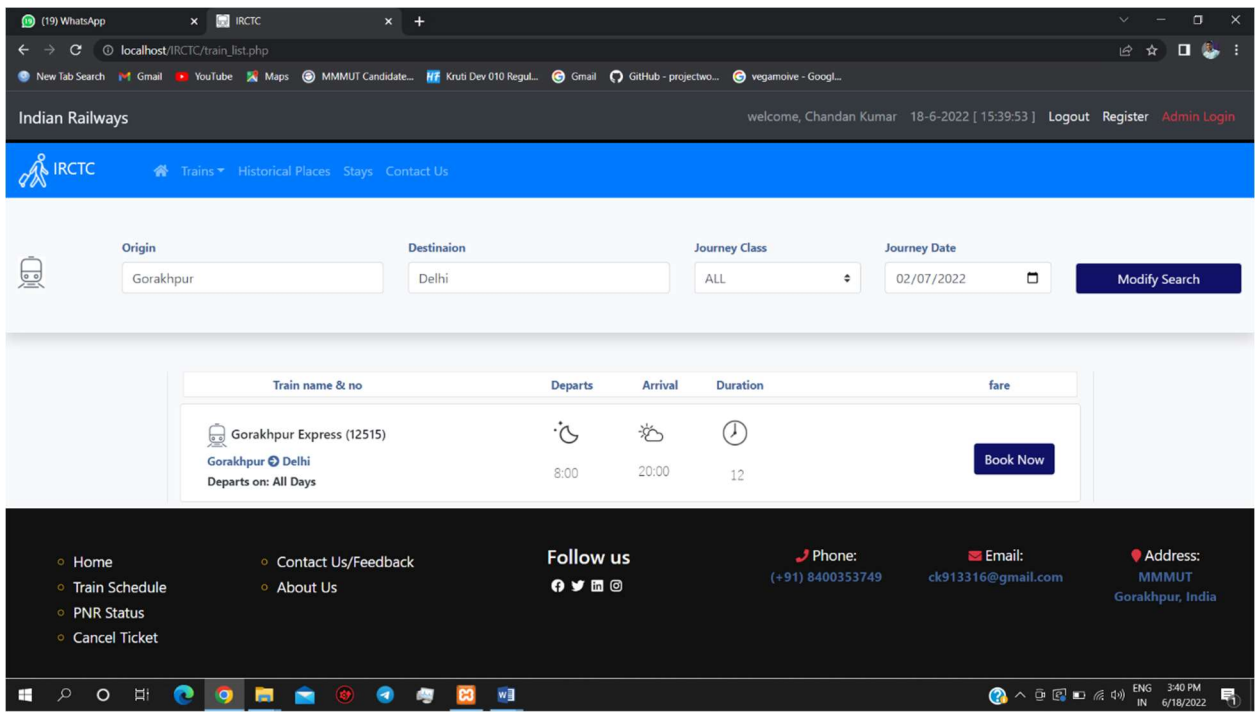 (19) WhatsApp
IRCTC
localhost/IRCTC/train_list.php
New Tab Search Gmail YouTube Maps MMMUT Candidate... Kruti Dev 010 Regul... Gmail GitHub - projectwo... vegamoive - Googl...
Indian Railways
welcome, Chandan Kumar 18-6-2022 [ 15:39:53 ] Logout Register Admin Login
IRCTC Trains Historical Places Stays Contact Us
Origin Destinaion Journey Class Journey Date
Gorakhpur Delhi ALL 02/07/2022 Modify Search
Train name & no Departs Arrival Duration fare
Gorakhpur Express (12515)
Gorakhpur Delhi
Departs on: All Days
8:00 20:00 12
Book Now
Home
Train Schedule
PNR Status
Cancel Ticket
Contact Us/Feedback
About Us
Follow us
Phone:
(+91) 8400353749
Email:
ck913316@gmail.com
Address:
MMMUT
Gorakhpur, India
ENG
IN
3:40 PM
6/18/2022
1